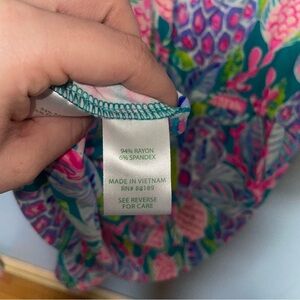 94% RAYON
6% SPANDEX
MADE IN VIETNAM
RN# 88189
SEE REVERSE
FOR CARE